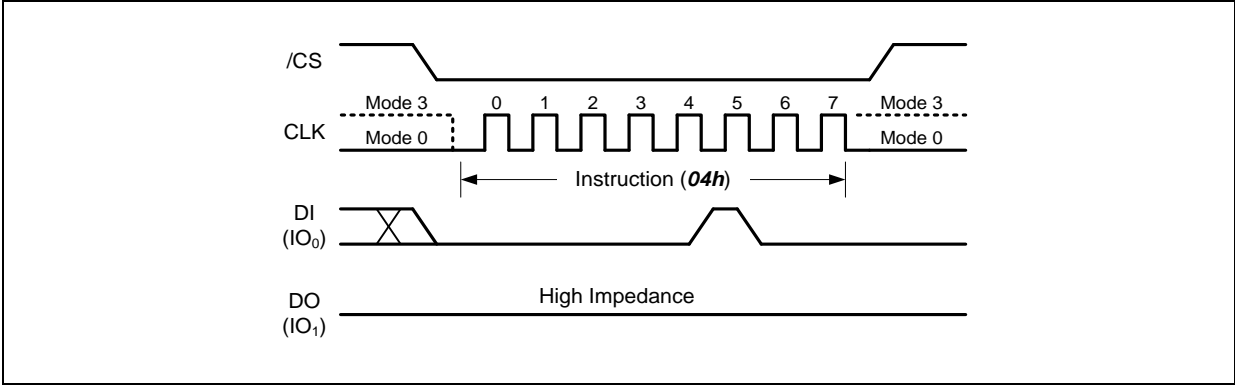 /CS
Mode 3 0 1 2 3 4 5 6 7 Mode 3
CLK
Mode 0 Mode 0
Instruction (04h)
DI
(IO₀)
High Impedance
DO
(IO₁)